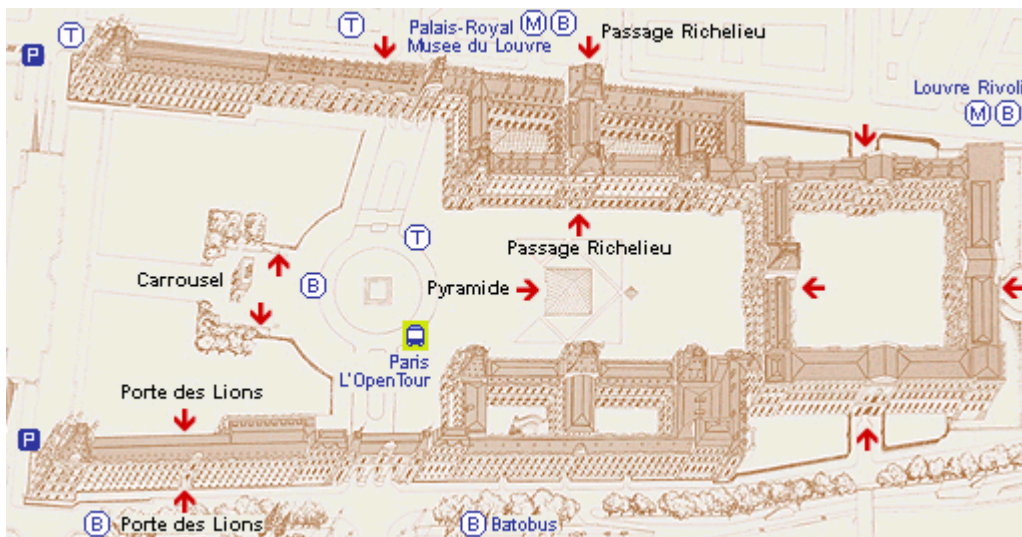 T
T
Palais-Royal M B
Musee du Louvre
Passage Richelieu
P
Louvre Rivoli
M B
T
Passage Richelieu
Carrousel
B
Pyramide
Paris
L'OpenTour
Porte des Lions
P
B Porte des Lions
B Batobus